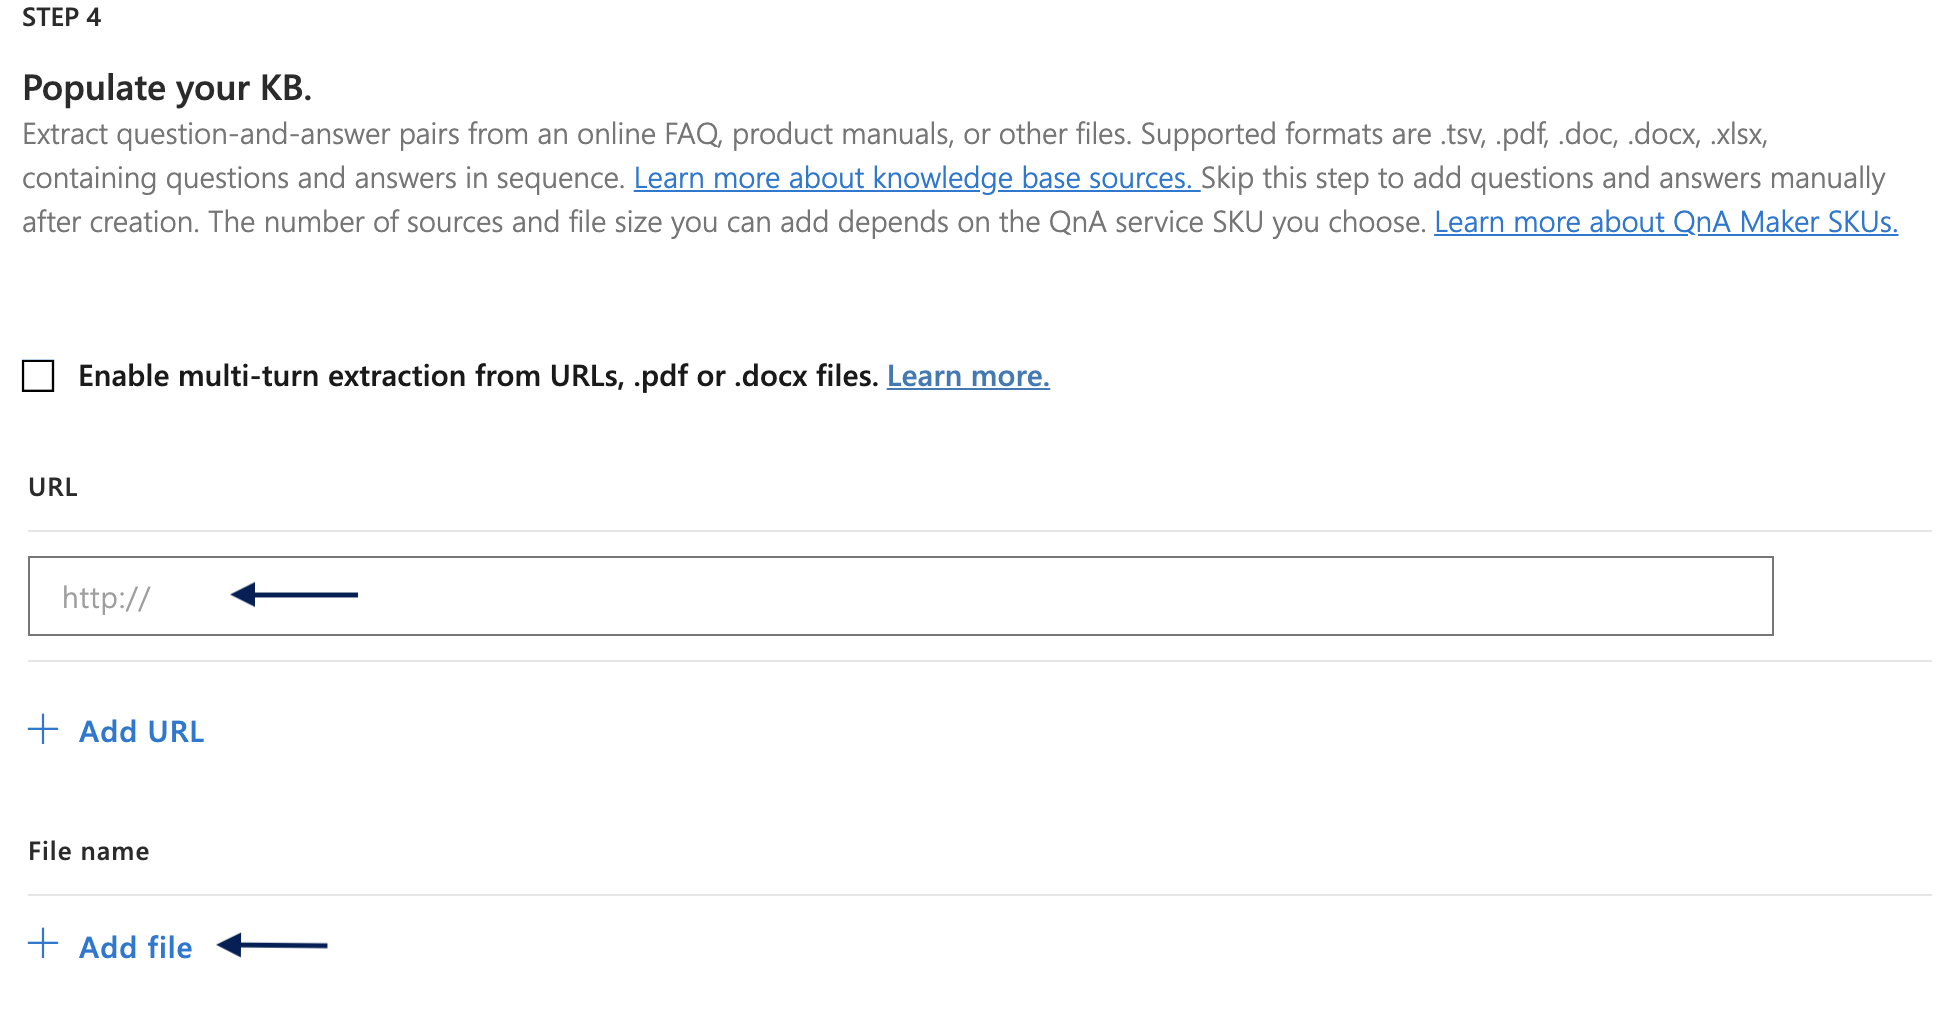 STEP 4
Populate your KB.
Extract question-and-answer pairs from an online FAQ, product manuals, or other files. Supported formats are .tsv, .pdf, .doc, .docx, .xlsx,
containing questions and answers in sequence. Learn more about knowledge base sources. Skip this step to add questions and answers manually
after creation. The number of sources and file size you can add depends on the QnA service SKU you choose. Learn more about QnA Maker SKUs.
Enable multi-turn extraction from URLs, .pdf or .docx files. Learn more.
URL
http://
Add URL
File name
Add file